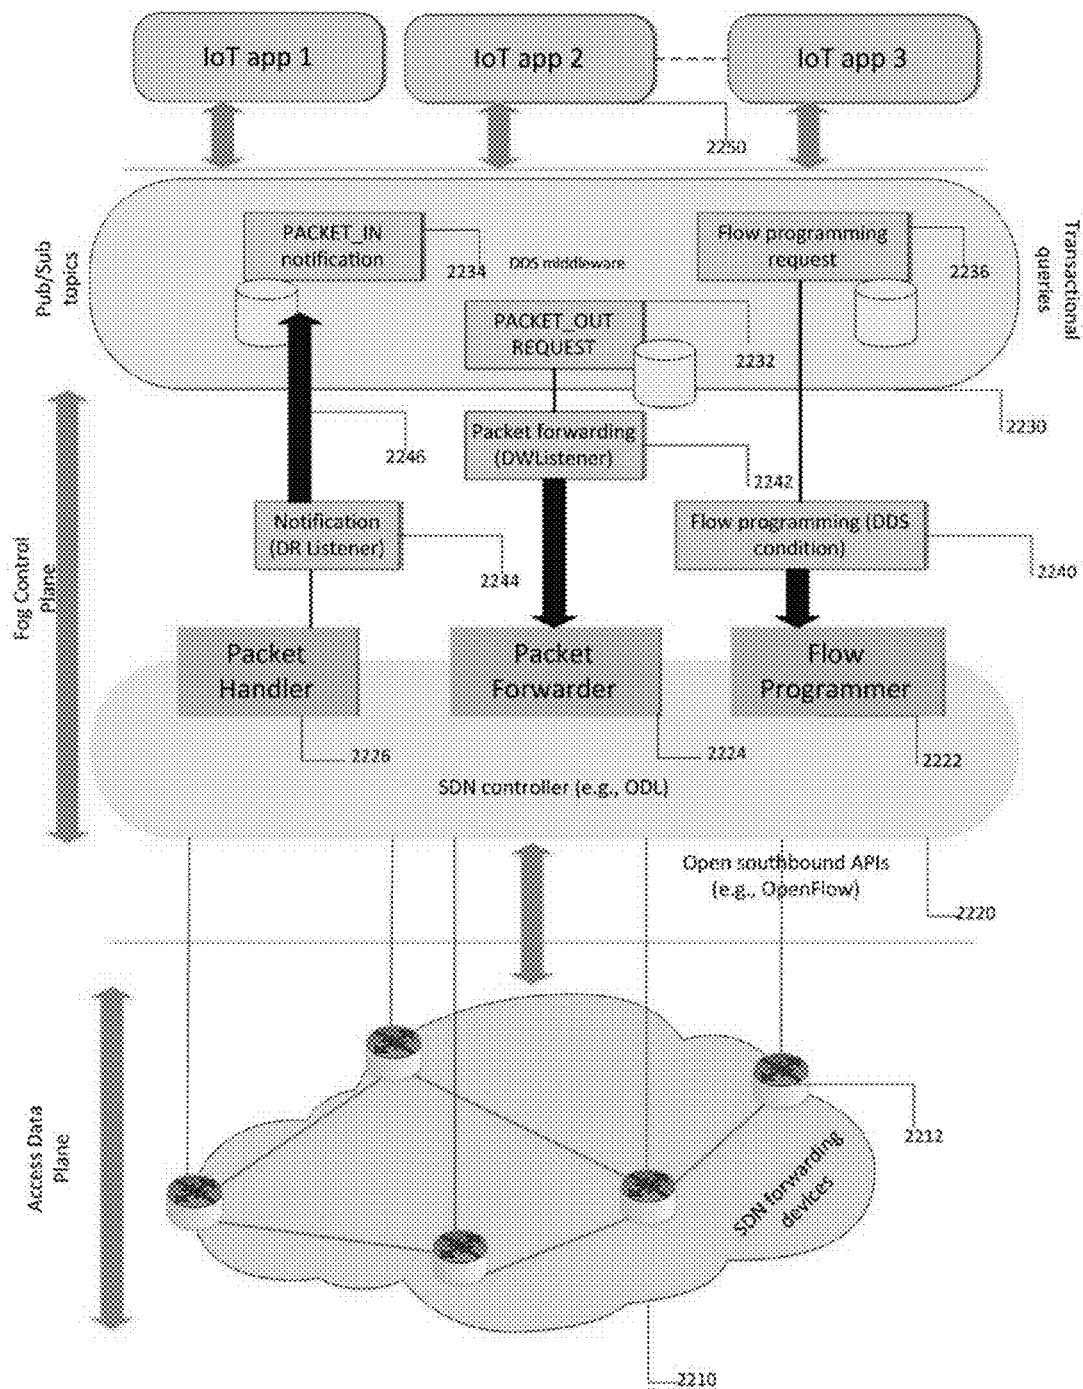 IoT app 1
IoT app 2
IoT app 3
2250
Pub/Sub
topics
PACKET_IN
notification
2234
DDS middleware
Flow programming
request
2236
Transactional
queries
PACKET_OUT
REQUEST
2232
2230
Packet forwarding
(DWListener)
2246
2242
Notification
(DR Listener)
2244
Flow programming (DDS
condition)
2240
Fog Control
Plane
Packet
Handler
Packet
Forwarder
Flow
Programmer
2226
2224
2222
SDN controller (e.g., ODL)
Open southbound APIs
(e.g., OpenFlow)
2220
Access Data
Plane
2212
SDN forwarding
devices
2210